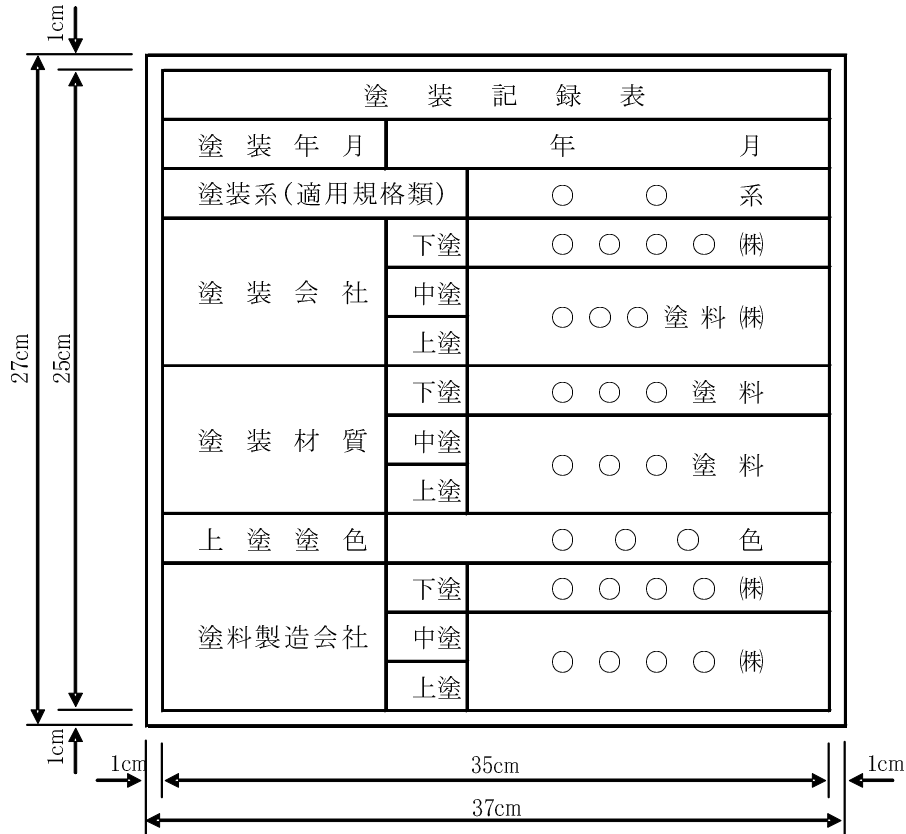 1cm
塗装記録表
塗装年月 年 月
塗装系(適用規格類) ○ ○ 系
塗装会社 下塗 ○○○○㈱
中塗
○○○塗料㈱
上塗
27cm
25cm
塗装材質 下塗 ○○○塗料
中塗
○○○塗料
上塗
上塗塗色 ○○○色
塗料製造会社 下塗 ○○○○㈱
中塗
○○○○㈱
上塗
1cm
1cm 35cm 1cm
37cm